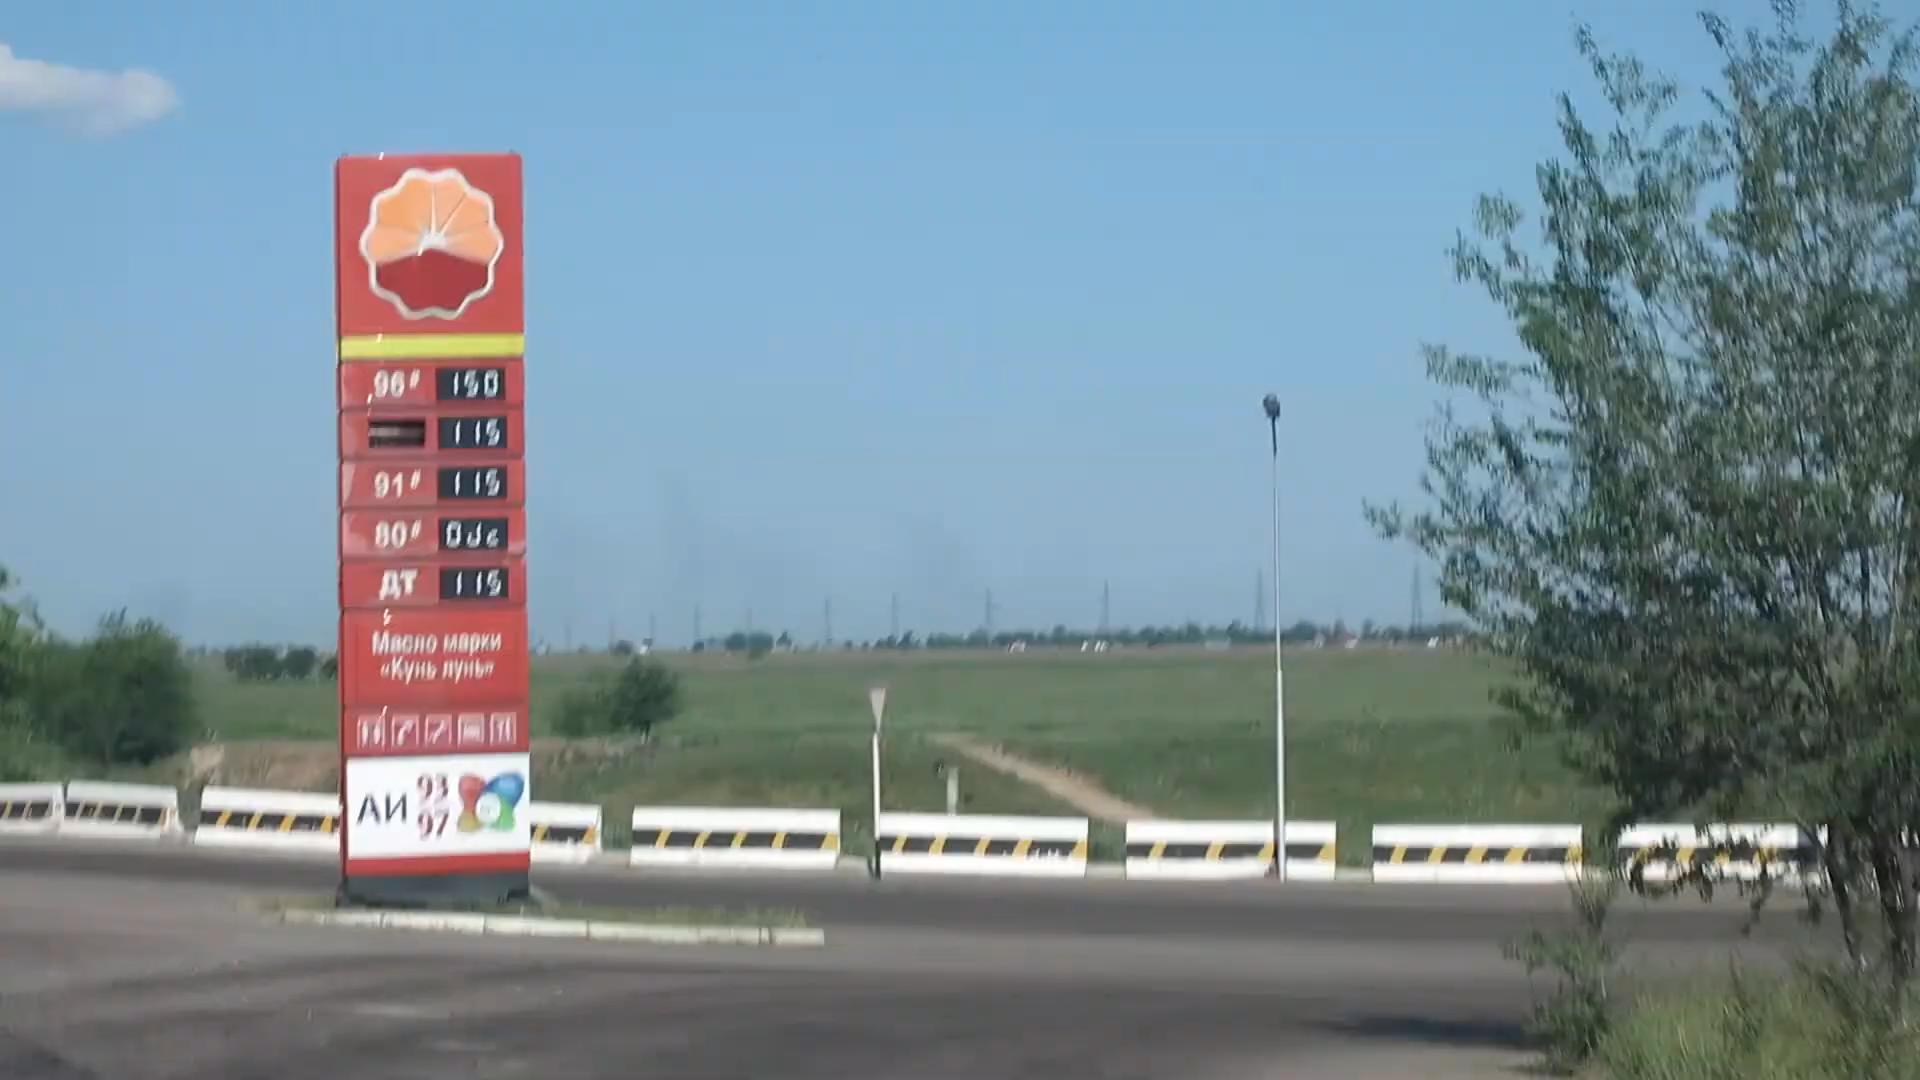 96# 150
115
91# 115
80#
ДТ 115
Масло марки
«Кунь лунь»
АИ 93
97